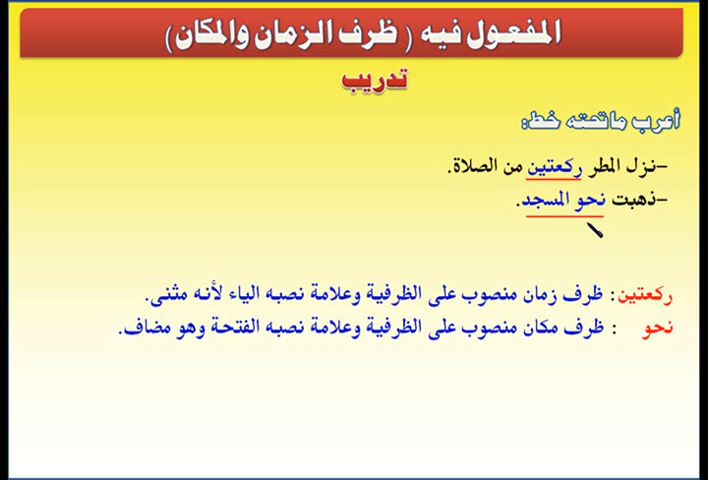 المفعول فيه ( ظرف الزمان والمكان)
تدريب
أعرب ماتحته خط:
-نزل المطر ركعتين من الصلاة.
-ذهبت نحو المسجد.
ركعتين: ظرف زمان منصوب على الظرفية وعلامة نصبه الياء لأنه مثنى.
نحو : ظرف مكان منصوب على الظرفية وعلامة نصبه الفتحة وهو مضاف.